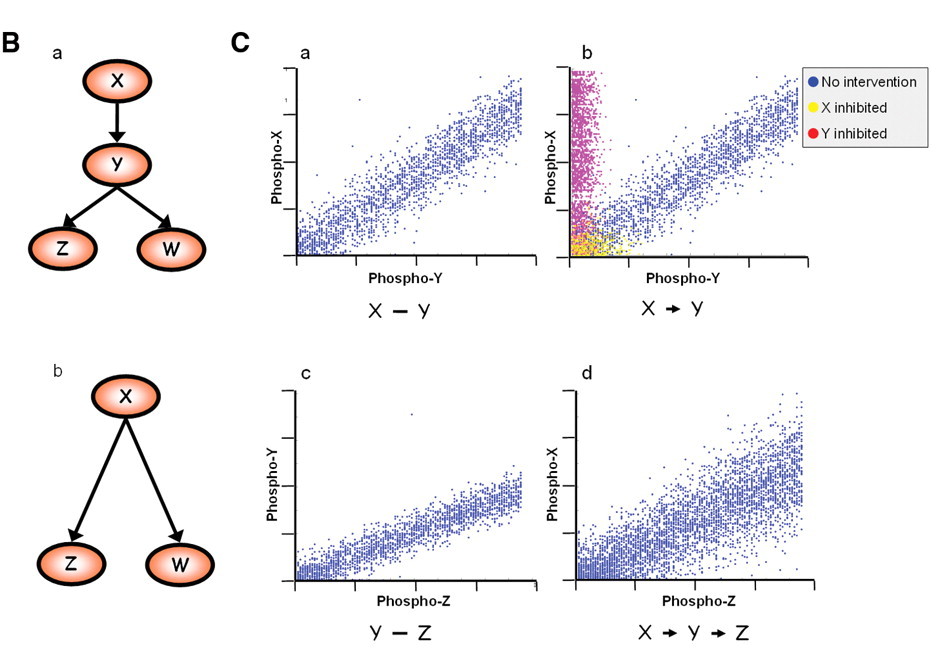 B
a
X
Y
Z
W
b
X
Z
W
C
a
Phospho-X
Phospho-Y
X – Y
b
Phospho-X
Phospho-Y
X → Y
No intervention
X inhibited
Y inhibited
c
Phospho-Y
Phospho-Z
Y – Z
d
Phospho-X
Phospho-Z
X → Y → Z